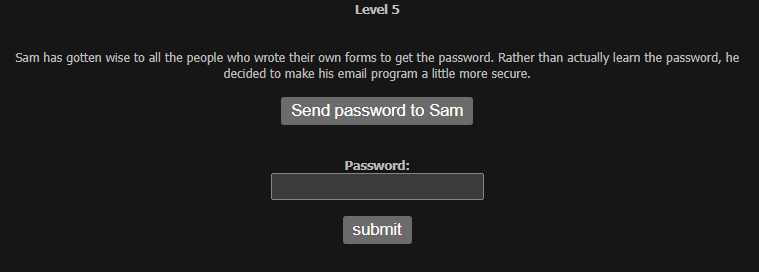 Level 5
Sam has gotten wise to all the people who wrote their own forms to get the password. Rather than actually learn the password, he
decided to make his email program a little more secure.
Send password to Sam
Password:
submit